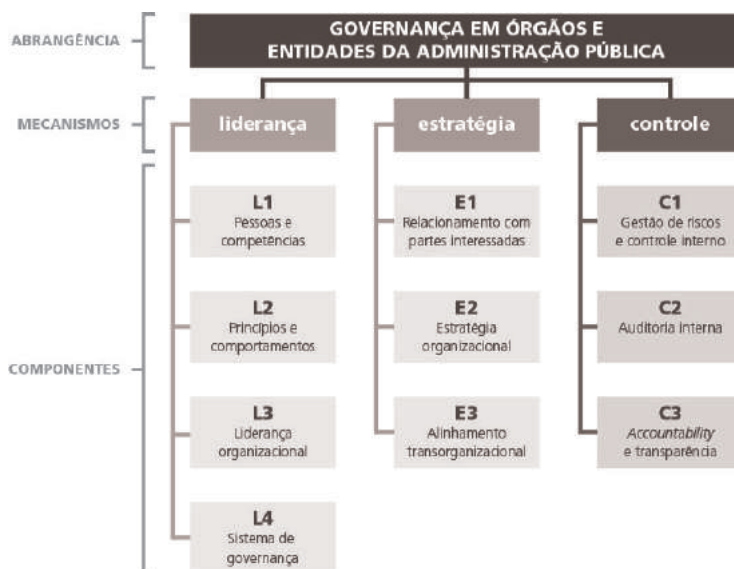 ABRANGÊNCIA
GOVERNANÇA EM ÓRGÃOS E
ENTIDADES DA ADMINISTRAÇÃO PÚBLICA
MECANISMOS
liderança
estratégia
controle
COMPONENTES
L1
Pessoas e
competências
E1
Relacionamento com
partes interessadas
C1
Gestão de riscos
e controle interno
L2
Princípios e
comportamentos
E2
Estratégia
organizacional
C2
Auditoria interna
L3
Liderança
organizacional
E3
Alinhamento
transorganizacional
C3
Accountability
e transparência
L4
Sistema de
governança